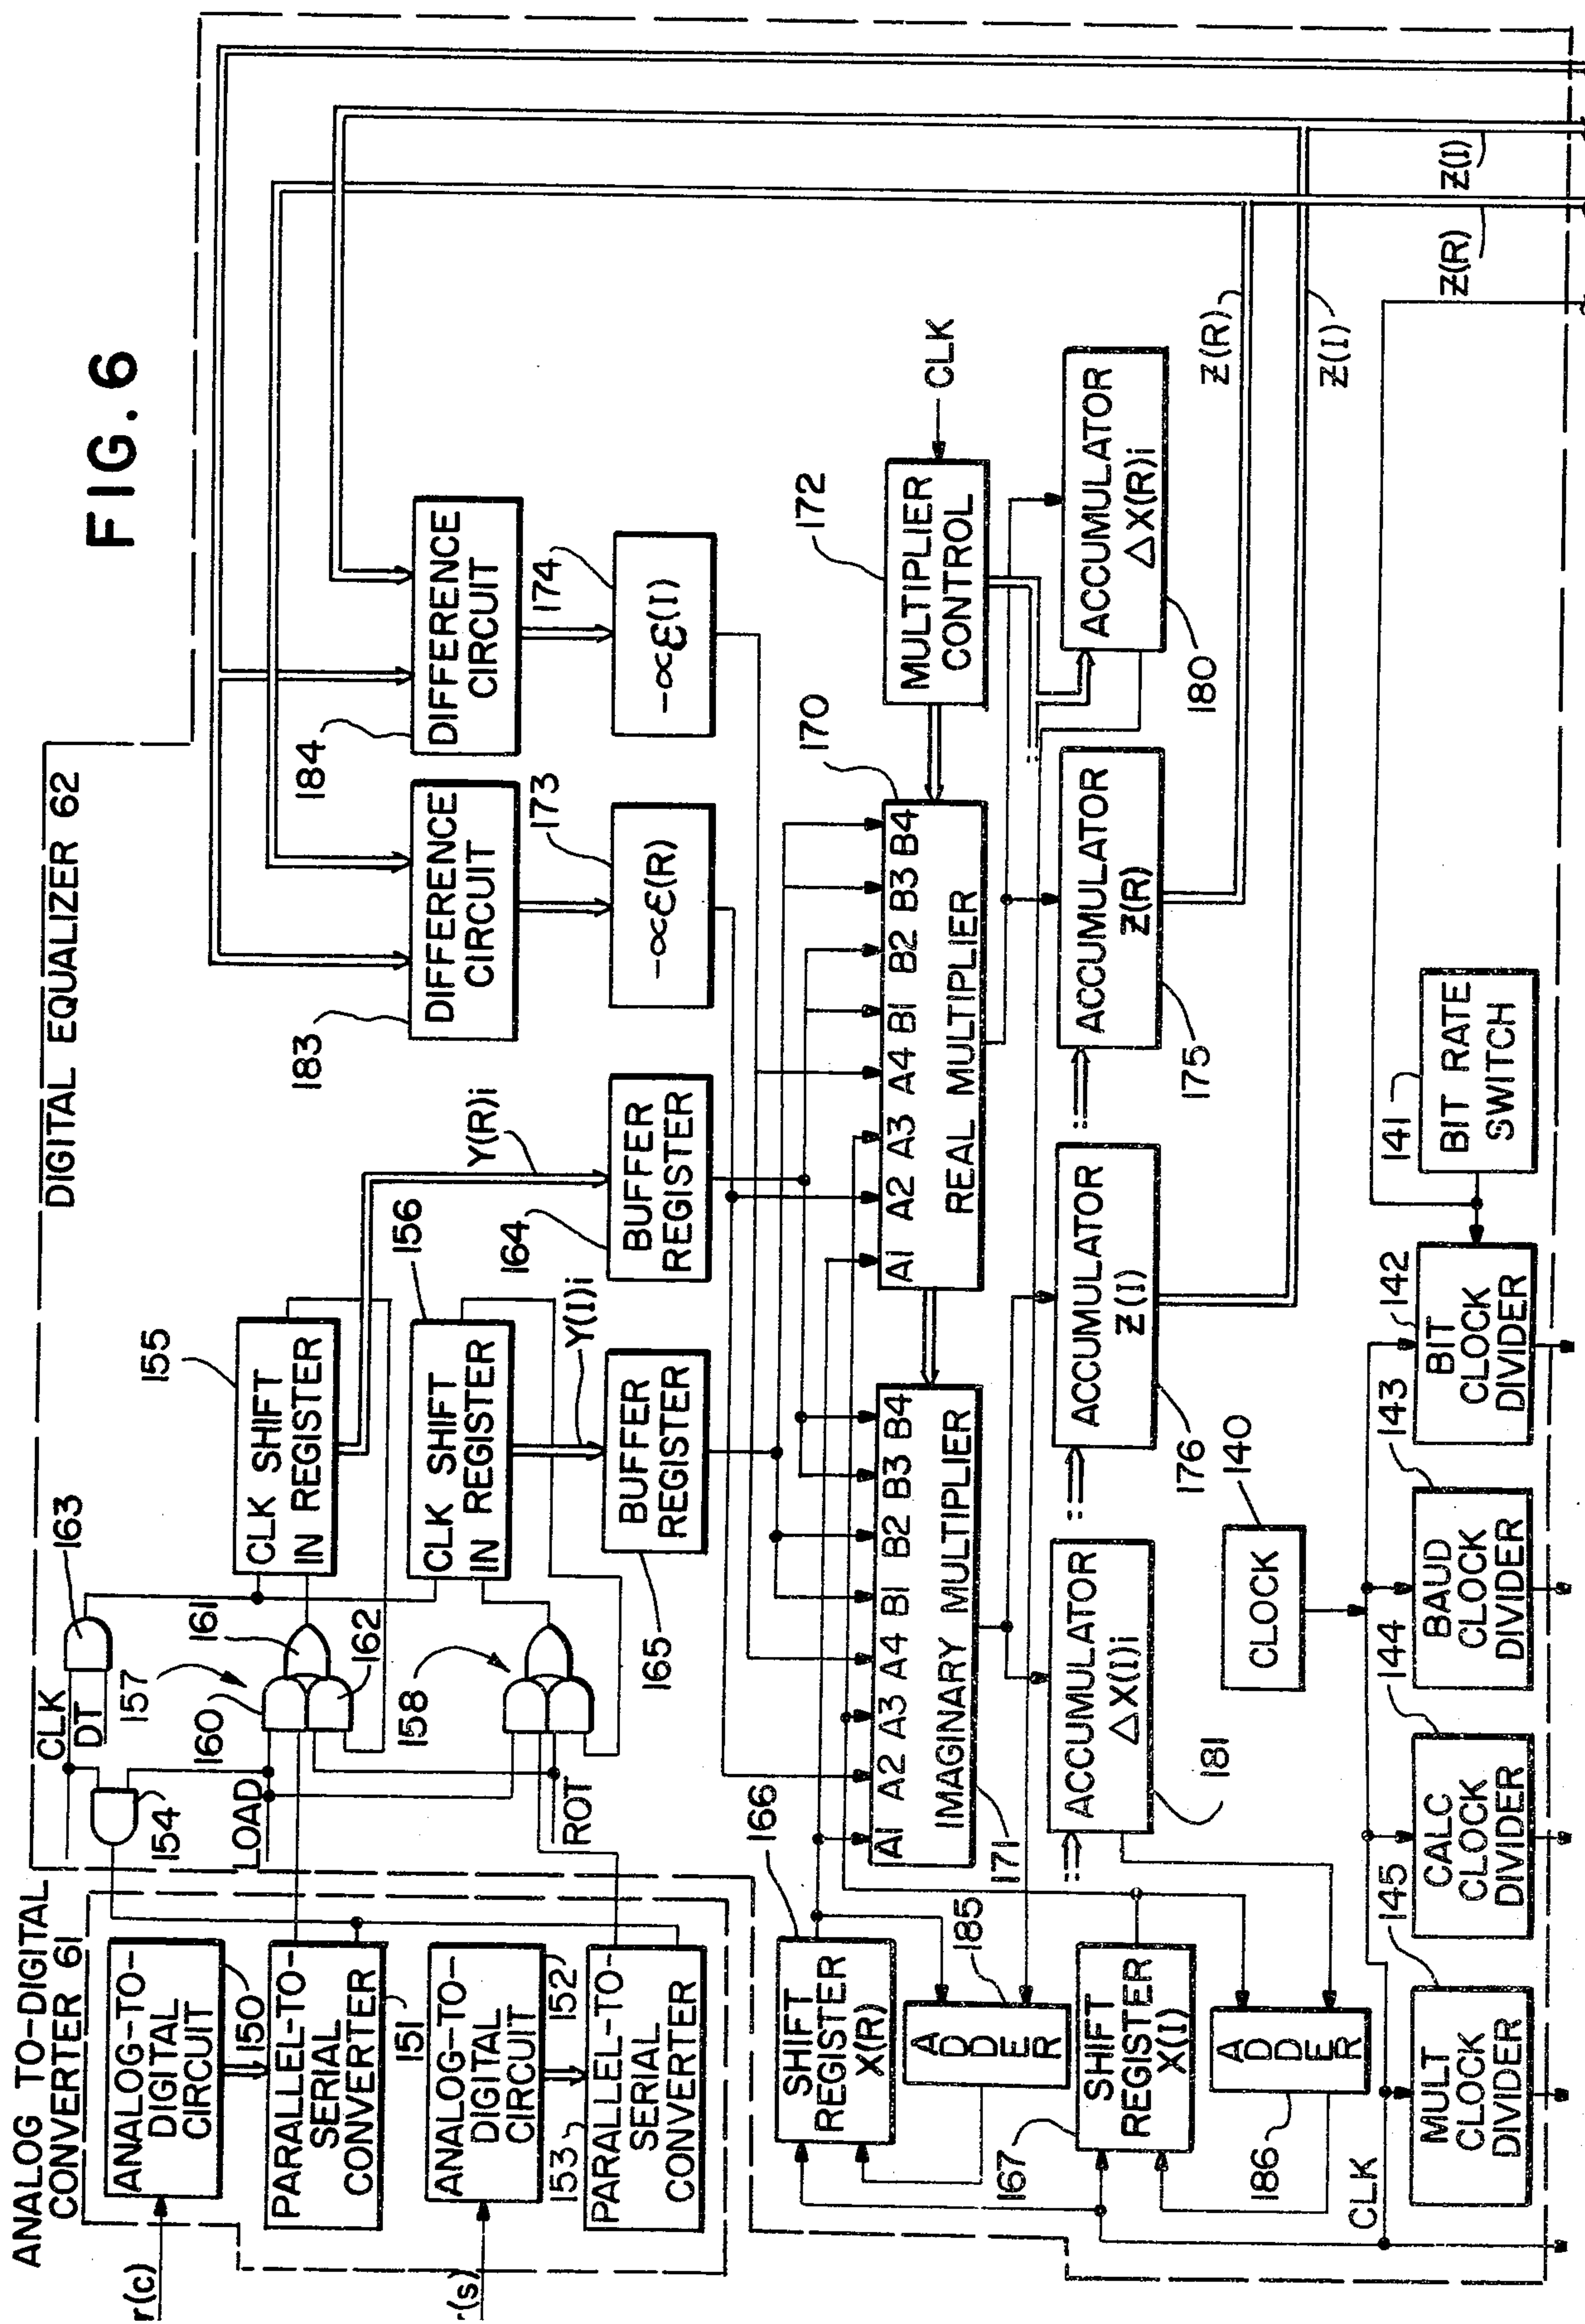 FIG. 6
ANALOG TO-DIGITAL
CONVERTER 61
DIGITAL EQUALIZER 62
r(c)
ANALOG-TO-
DIGITAL
CIRCUIT
150
PARALLEL-TO-
SERIAL
CONVERTER
151
r(s)
ANALOG-TO-
DIGITAL
CIRCUIT
152
153
PARALLEL-TO-
SERIAL
CONVERTER
CLK
DT
154
163
LOAD
157
160
161
162
158
ROT
155
CLK SHIFT
IN REGISTER
156
CLK SHIFT
IN REGISTER
Y(R)i
Y(I)i
164
BUFFER
REGISTER
165
BUFFER
REGISTER
183
DIFFERENCE
CIRCUIT
184
DIFFERENCE
CIRCUIT
173
-∝ℰ(R)
174
-∝ℰ(I)
166
SHIFT
REGISTER
X(R)
185
ADDER
167
SHIFT
REGISTER
X(I)
186
ADDER
A1 A2 A3 A4 B1 B2 B3 B4
IMAGINARY MULTIPLIER
171
A1 A2 A3 A4 B1 B2 B3 B4
REAL MULTIPLIER
170
172
MULTIPLIER
CONTROL
CLK
ACCUMULATOR
△X(I)i
181
ACCUMULATOR
Z(I)
176
ACCUMULATOR
Z(R)
175
ACCUMULATOR
△X(R)i
180
Z(R)
Z(I)
Z(R)
Z(I)
CLOCK
140
CLK
145
MULT
CLOCK
DIVIDER
144
CALC
CLOCK
DIVIDER
143
BAUD
CLOCK
DIVIDER
142
BIT
CLOCK
DIVIDER
141
BIT RATE
SWITCH